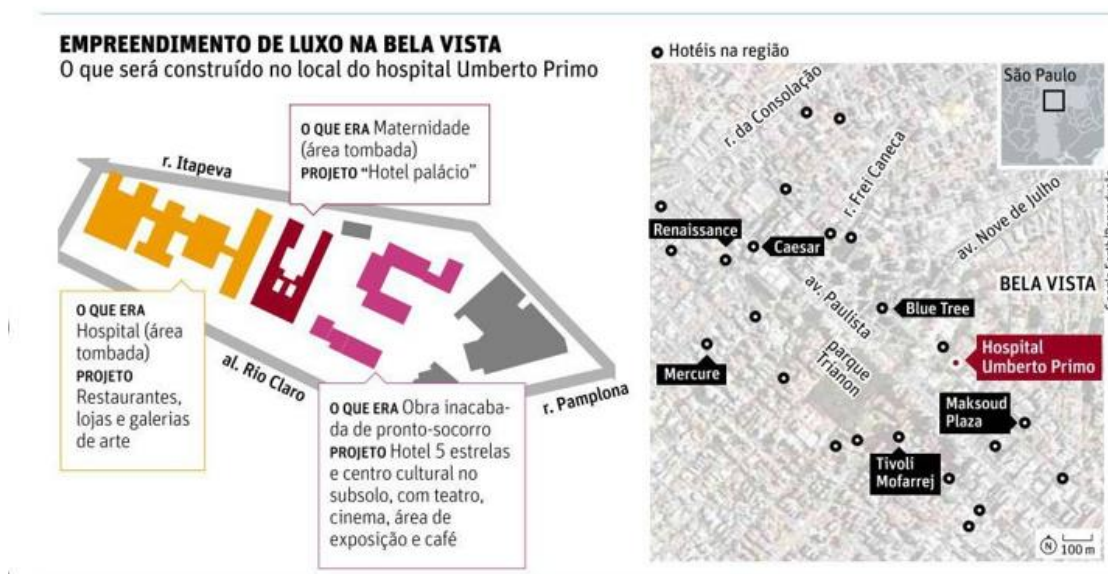 EMPREENDIMENTO DE LUXO NA BELA VISTA
O que será construído no local do hospital Umberto Primo
r. Itapeva
O QUE ERA Maternidade
(área tombada)
PROJETO “Hotel palácio”
O QUE ERA
Hospital (área
tombada)
PROJETO
Restaurantes,
lojas e galerias
de arte
al. Rio Claro
r. Pamplona
O QUE ERA Obra inacaba-
da de pronto-socorro
PROJETO Hotel 5 estrelas
e centro cultural no
subsolo, com teatro,
cinema, área de
exposição e café
Hotéis na região
São Paulo
r. da Consolação
r. Frei Caneca
av. Nove de Julho
Renaissance
Caesar
BELA VISTA
av. Paulista
Blue Tree
parque
Trianon
Hospital
Umberto Primo
Mercure
Maksoud
Plaza
Tivoli
Mofarrej
N
100 m